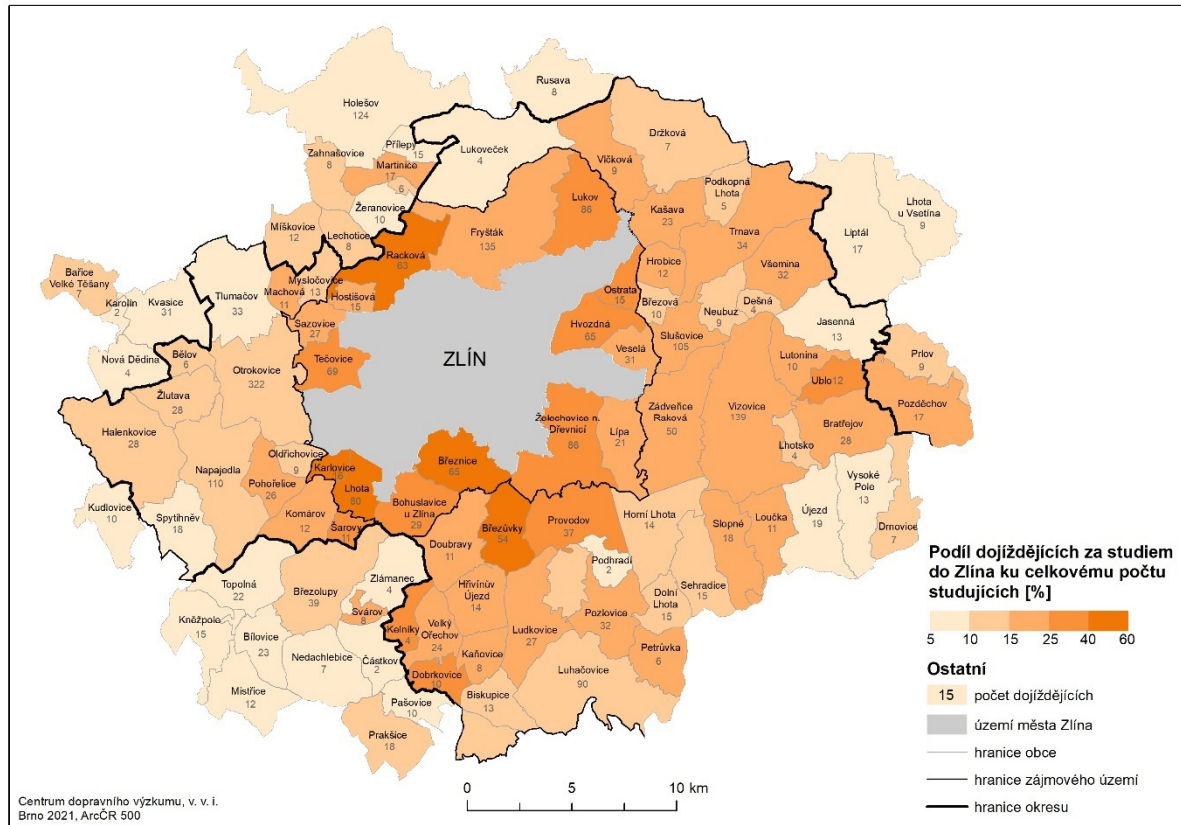 Rusava
8
Holešov
124
Držková
7
Přílepy
15
Lukoveček
4
Zahnašovice
8
Vlčková
9
Martinice
17
6
Podkopná
Lhota
5
Lukov
86
Žeranovice
10
Kašava
23
Lhota
u Vsetína
9
Liptál
17
Míškovice
12
Lechotice
8
Fryšták
135
Trnava
34
Racková
63
Hrobice
12
Všemina
32
Bařice
Velké Těšany
7
Karolín
2
Kvasice
31
Tlumačov
33
Mysločovice
13
Machová
11
Hostišová
15
Ostrata
15
Březová
10
Neubuz
9
Dešná
4
Sazovice
27
Hvozdná
65
Slušovice
105
Jasenná
13
Nová Dědina
4
Bělov
6
Otrokovice
322
Tečovice
69
ZLÍN
Veselá
31
Lutonina
10
Prlov
9
Žlutava
28
Ublo 12
Pozděchov
17
Halenkovice
28
Želechovice n.
Dřevnicí
86
Lípa
21
Zádveřice
Raková
50
Vizovice
139
Bratřejov
28
Oldřichovice
9
Lhotsko
4
Napajedla
110
Pohořelice
26
Karlovice
16
Březnice
65
Vysoké
Pole
13
Kudlovice
10
Spytihněv
18
Komárov
12
Lhota
80
Šarovy
11
Bohuslavice
u Zlína
29
Březůvky
54
Provodov
37
Horní Lhota
14
Slopné
18
Loučka
11
Újezd
19
Drnovice
7
Doubravy
11
Podhradí
2
Topolná
22
Zlámanec
4
Březolupy
39
Hřivínův
Újezd
14
Sehradice
15
Dolní
Lhota
15
Svárov
8
Kněžpole
15
Pozlovice
32
Bílovice
23
Kelníky
4
Velký
Ořechov
24
Ludkovice
27
Nedachlebice
7
Částkov
2
Kaňovice
8
Petrůvka
6
Dobrkovice
10
Luhačovice
90
Mistřice
12
Pašovice
10
Biskupice
13
Prakšice
18
Podíl dojíždějících za studiem
do Zlína ku celkovému počtu
studujících [%]
5 10 15 25 40 60
Ostatní
15 počet dojíždějících
území města Zlína
hranice obce
hranice zájmového území
hranice okresu
0 5 10 km
Centrum dopravního výzkumu, v. v. i.
Brno 2021, ArcČR 500